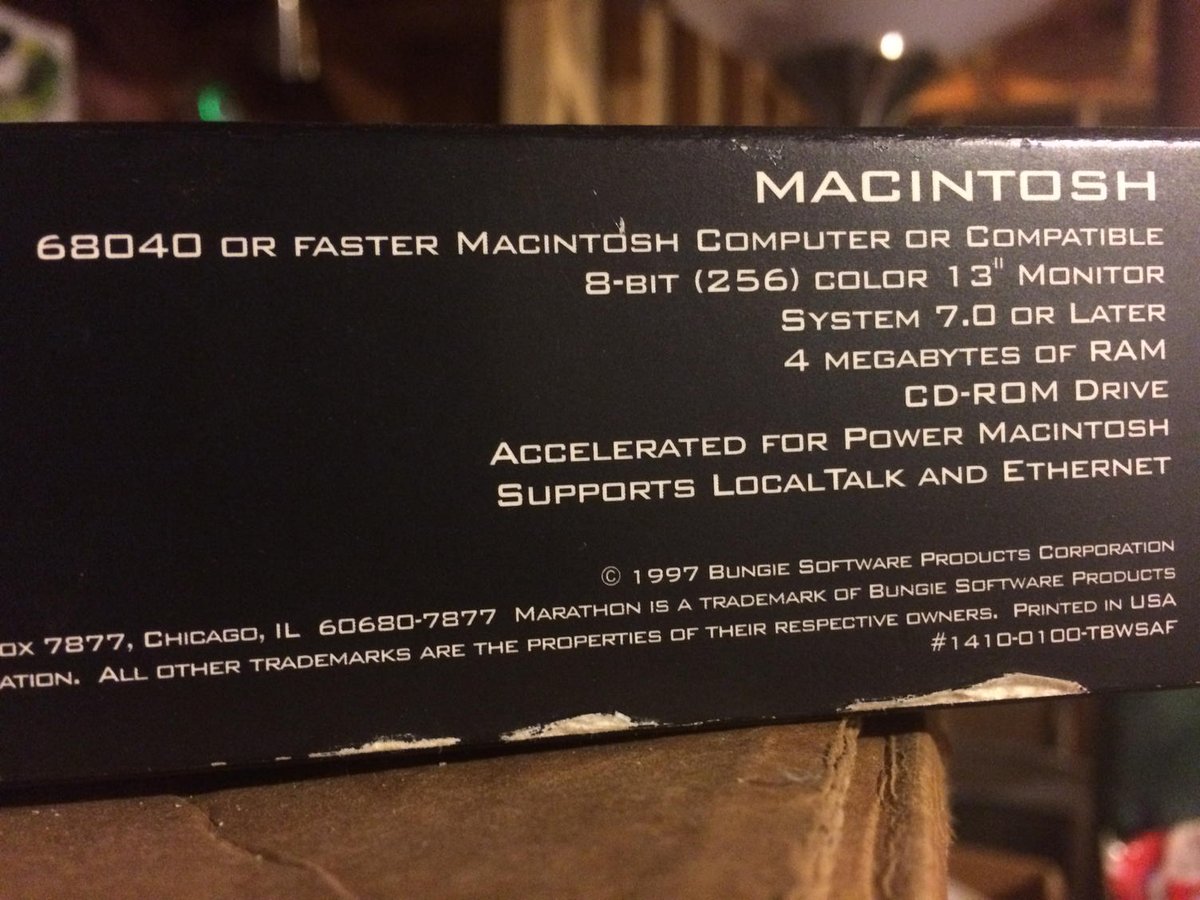 MACINTOSH
68040 OR FASTER MACINTOSH COMPUTER OR COMPATIBLE
8-BIT (256) COLOR 13" MONITOR
SYSTEM 7.0 OR LATER
4 MEGABYTES OF RAM
CD-ROM DRIVE
ACCELERATED FOR POWER MACINTOSH
SUPPORTS LOCALTALK AND ETHERNET
© 1997 BUNGIE SOFTWARE PRODUCTS CORPORATION
OX 7877, CHICAGO, IL 60680-7877 MARATHON IS A TRADEMARK OF BUNGIE SOFTWARE PRODUCTS
ATION. ALL OTHER TRADEMARKS ARE THE PROPERTIES OF THEIR RESPECTIVE OWNERS. PRINTED IN USA
#1410-0100-TBWSAF